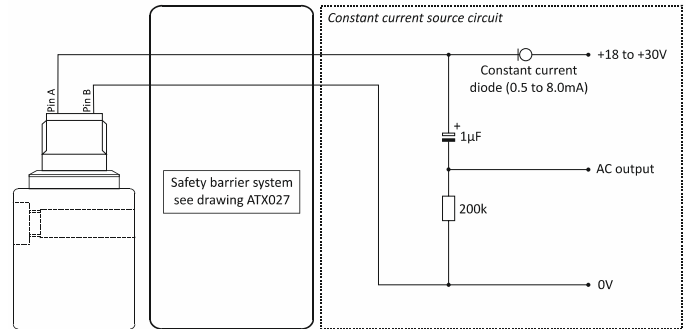 Constant current source circuit
+18 to +30V
Constant current
diode (0.5 to 8.0mA)
Pin A
Pin B
+
1µF
AC output
Safety barrier system
see drawing ATX027
200k
0V